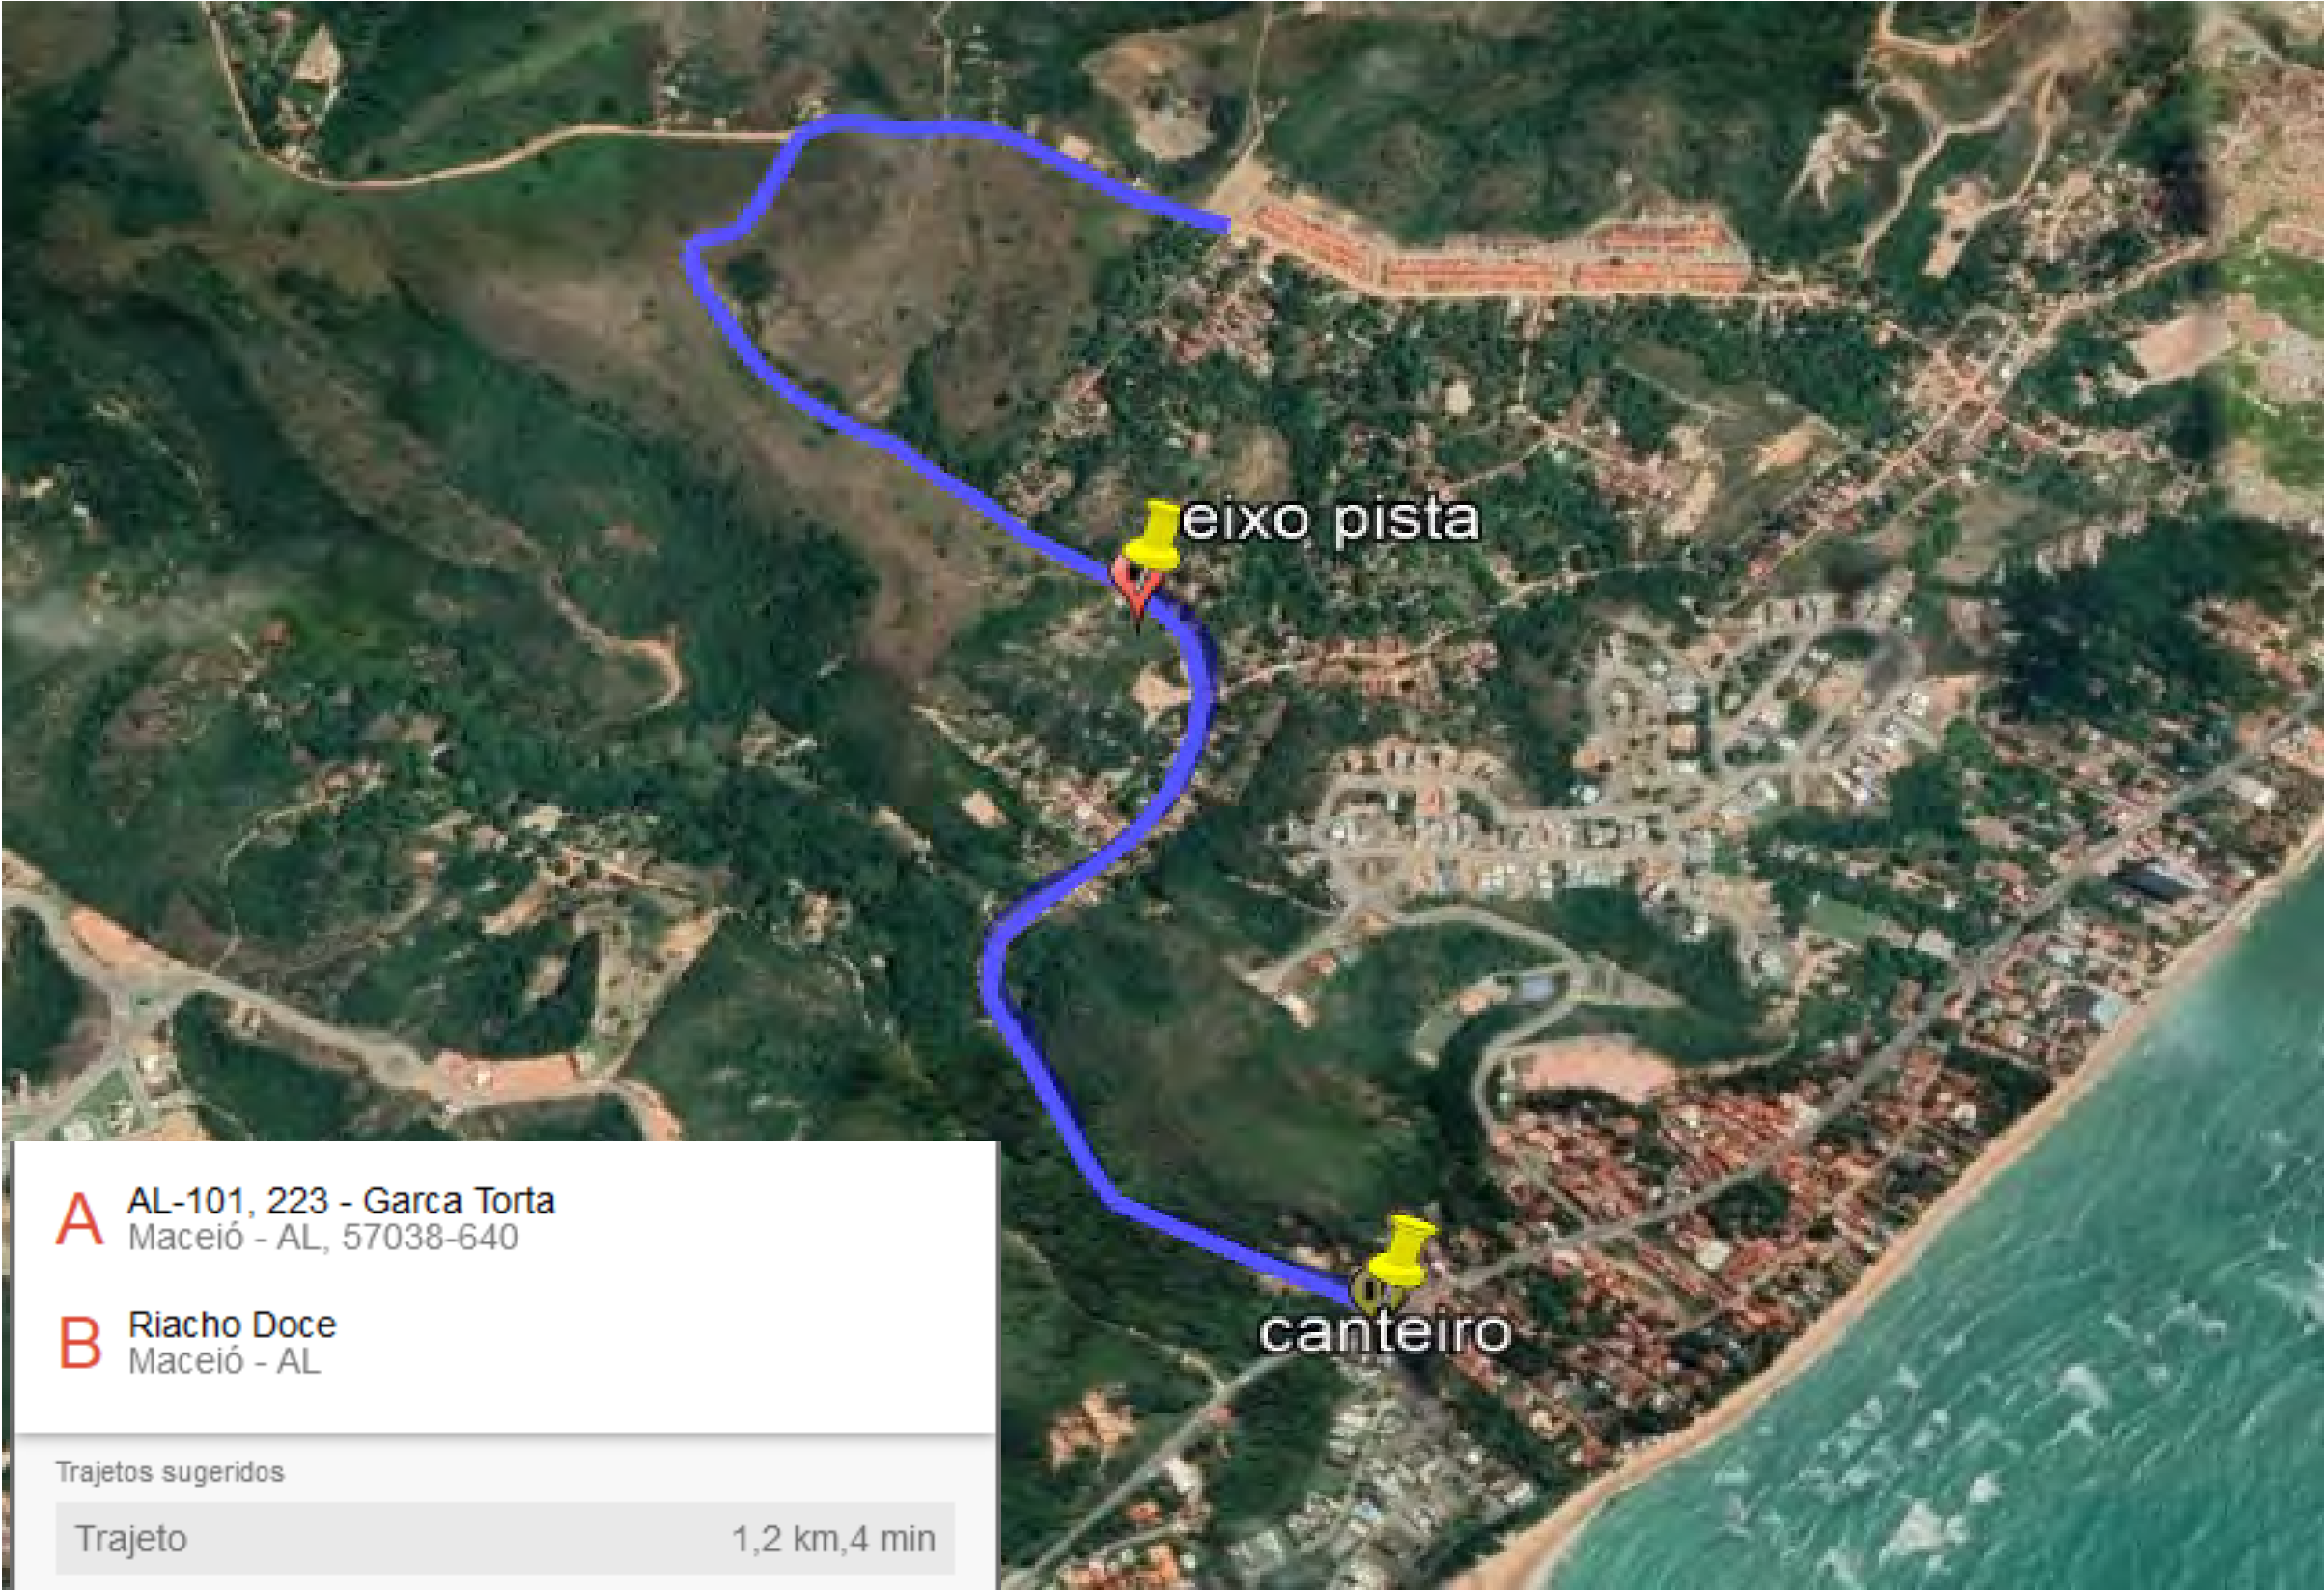 eixo pista
canteiro
A
AL-101, 223 - Garca Torta
Maceió - AL, 57038-640
B
Riacho Doce
Maceió - AL
Trajetos sugeridos
Trajeto 1,2 km,4 min